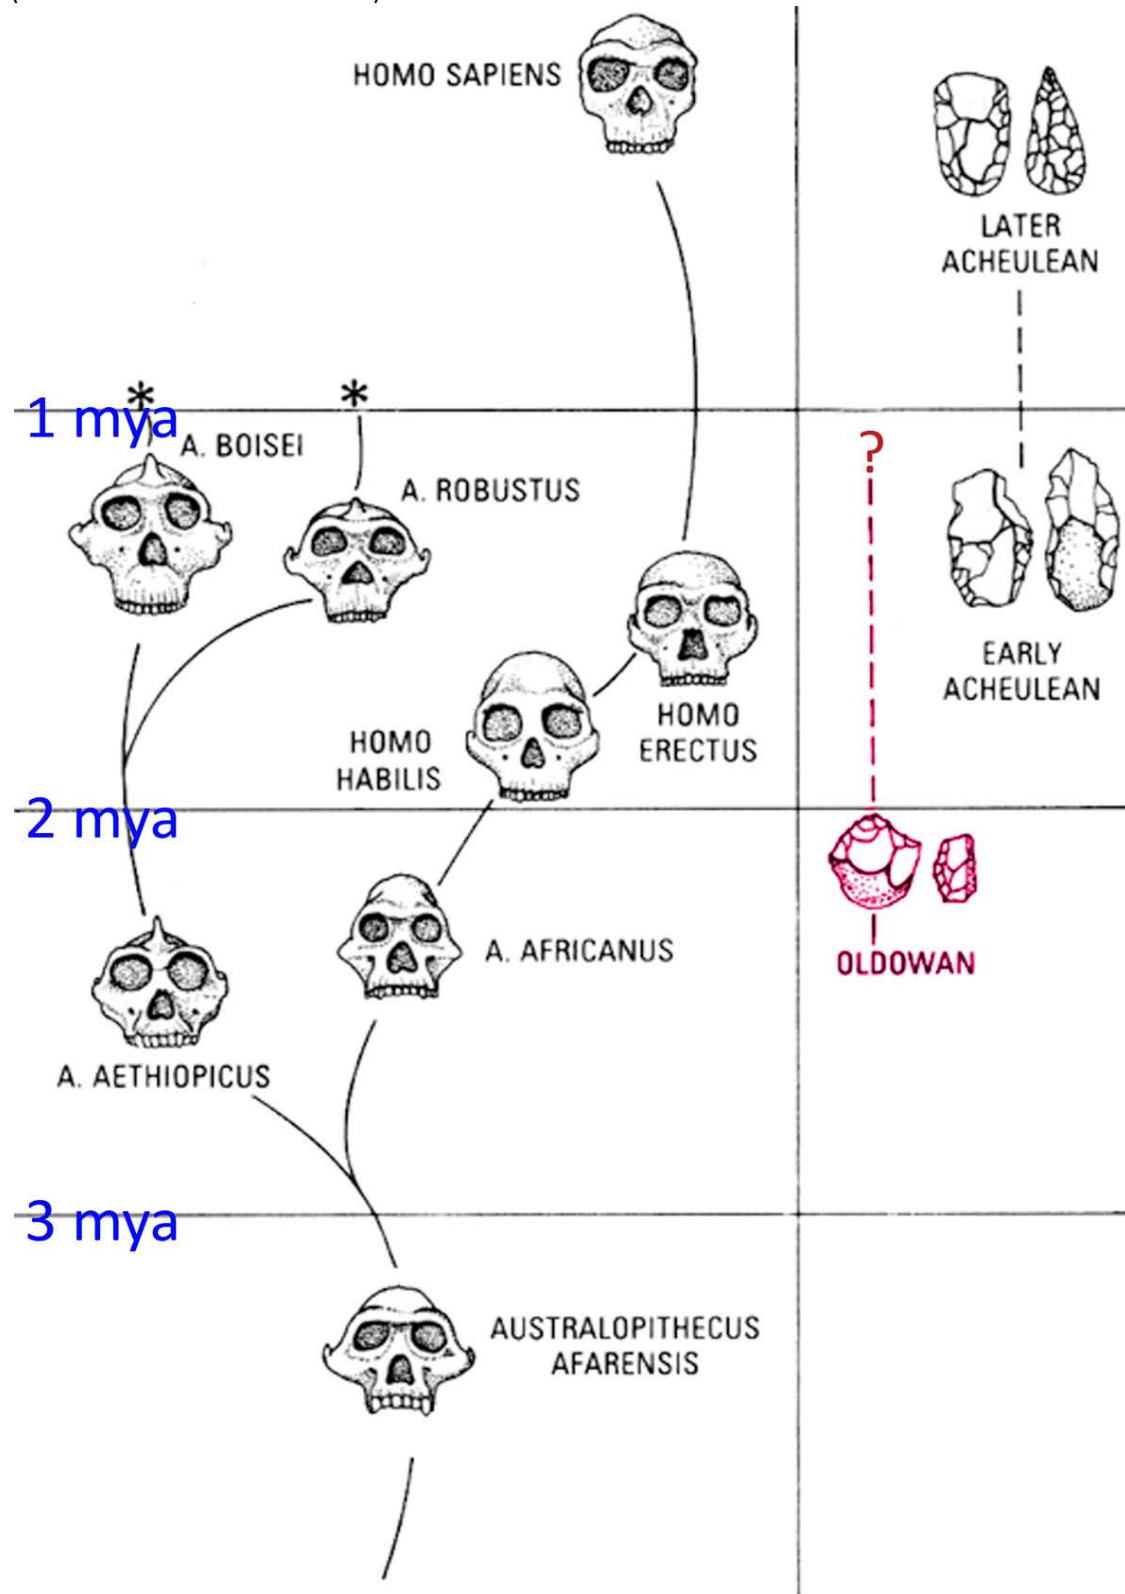 HOMO SAPIENS
LATER
ACHEULEAN
*
*
1 mya
A. BOISEI
?
A. ROBUSTUS
EARLY
ACHEULEAN
HOMO
ERECTUS
HOMO
HABILIS
2 mya
A. AFRICANUS
OLDOWAN
A. AETHIOPICUS
3 mya
AUSTRALOPITHECUS
AFARENSIS